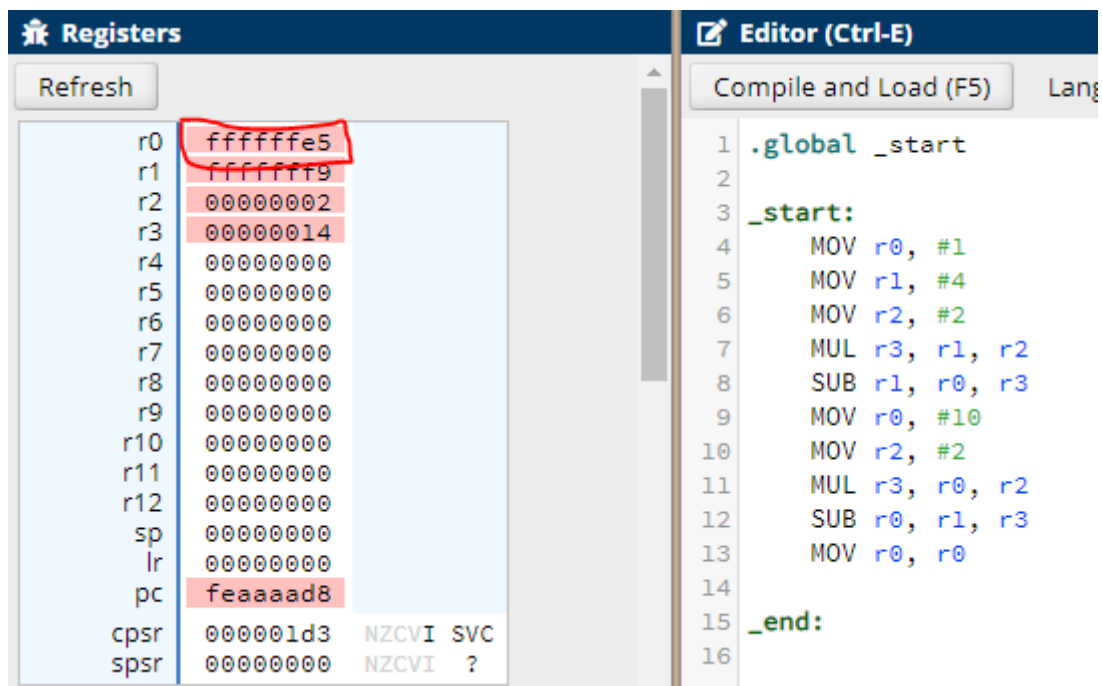 Registers
Refresh
r0 ffffffe5
r1 fffffff9
r2 00000002
r3 00000014
r4 00000000
r5 00000000
r6 00000000
r7 00000000
r8 00000000
r9 00000000
r10 00000000
r11 00000000
r12 00000000
sp 00000000
lr 00000000
pc feaaaad8
cpsr 000001d3 NZCVI SVC
spsr 00000000 NZCVI ?
Editor (Ctrl-E)
Compile and Load (F5) Lang
1 .global _start
2
3 _start:
4 MOV r0, #1
5 MOV r1, #4
6 MOV r2, #2
7 MUL r3, r1, r2
8 SUB r1, r0, r3
9 MOV r0, #10
10 MOV r2, #2
11 MUL r3, r0, r2
12 SUB r0, r1, r3
13 MOV r0, r0
14
15 _end:
16